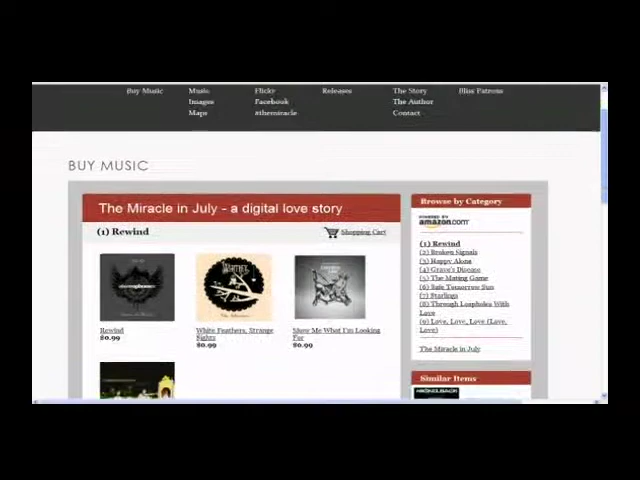 Buy Music
Music
Images
Maps
Flickr
Facebook
#themiracle
Releases
The Story
The Author
Contact
Bliss Patrons
BUY MUSIC
The Miracle in July - a digital love story
(1) Rewind
Shopping Cart
Rewind
$0.99
White Feathers, Strange
Sights
$0.99
Show Me What I'm Looking
For
$0.99
Browse by Category
POWERED BY
amazon.com
(1) Rewind
(2) Broken Signals
(3) Happy Alone
(4) Grave's Disease
(5) The Mating Game
(6) Safe Tomorrow Sun
(7) Starlings
(8) Through Loopholes With
Love
(9) Love, Love, Love (Love,
Love)
The Miracle in July
Similar Items